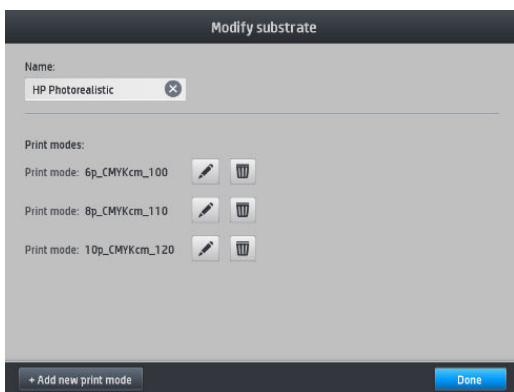 Modify substrate
Name:
HP Photorealistic
Print modes:
Print mode: 6p_CMYKcm_100
Print mode: 8p_CMYKcm_110
Print mode: 10p_CMYKcm_120
+ Add new print mode
Done